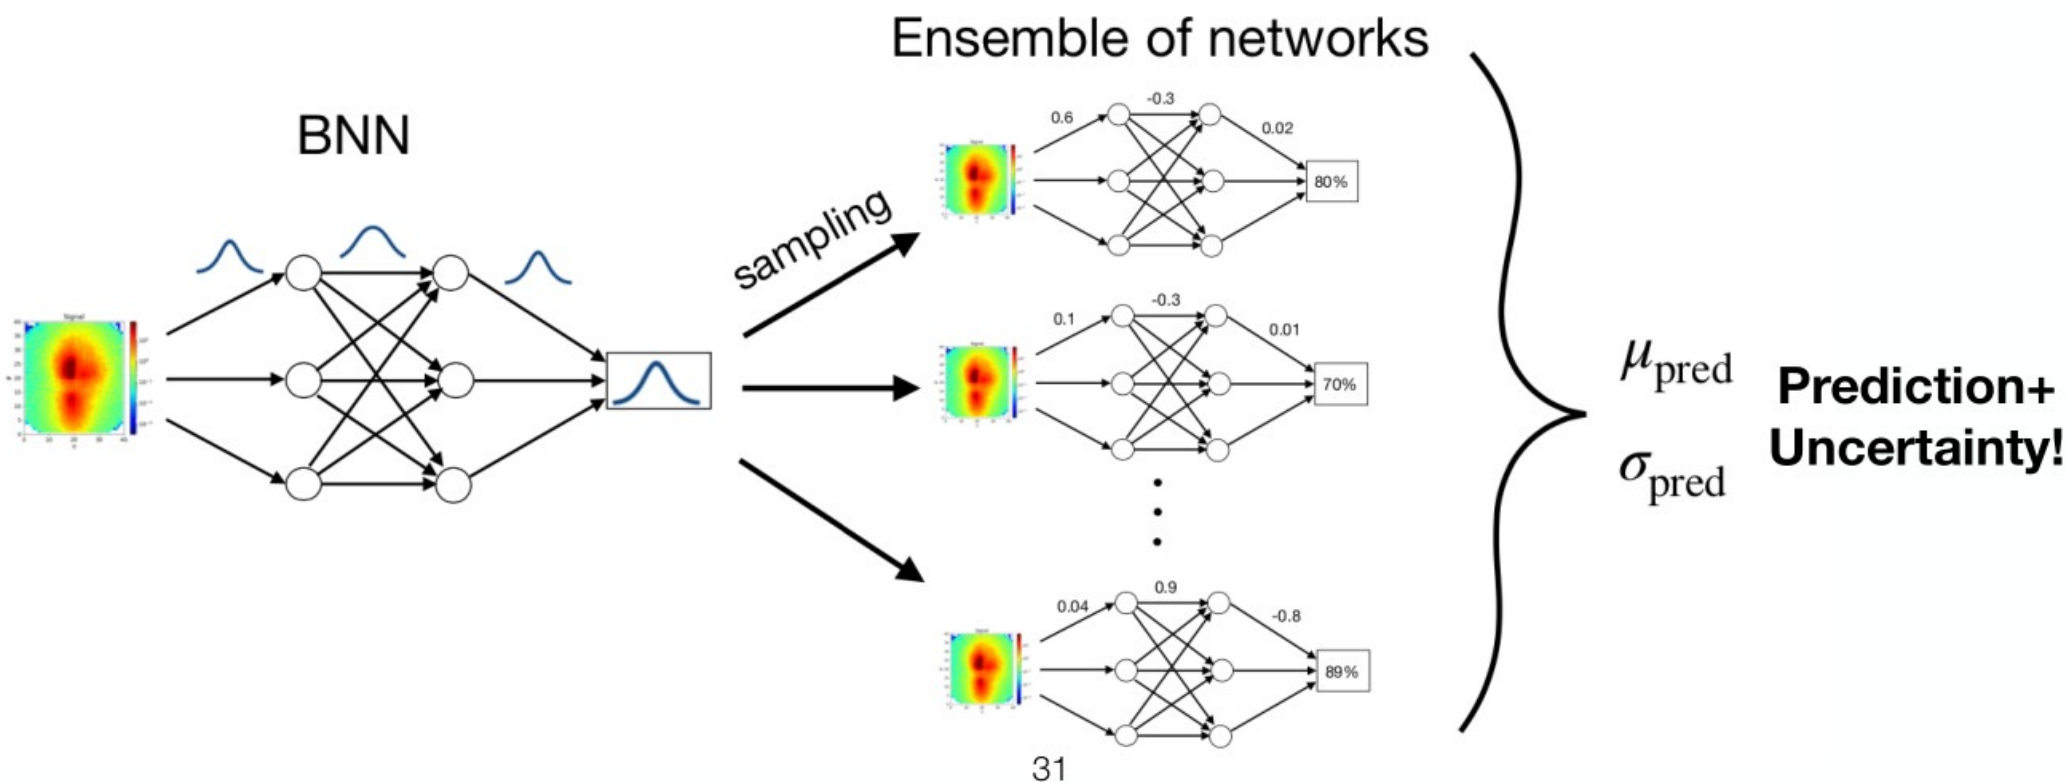 Ensemble of networks
BNN
sampling
Signal
-0.3
0.6
0.02
80%
-0.3
0.1
0.01
70%
0.9
0.04
-0.8
89%
μpred
σpred
Prediction+
Uncertainty!
31